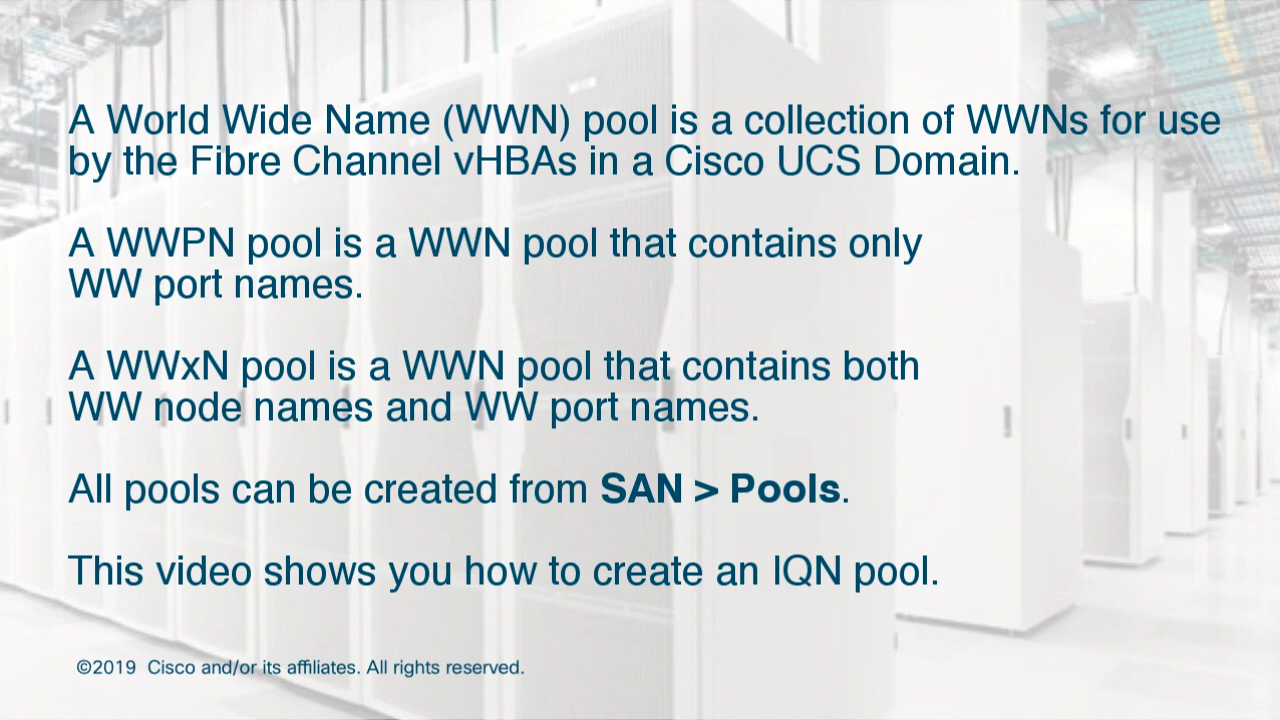 A World Wide Name (WWN) pool is a collection of WWNs for use
by the Fibre Channel vHBAs in a Cisco UCS Domain.
A WWPN pool is a WWN pool that contains only
WW port names.
A WWxN pool is a WWN pool that contains both
WW node names and WW port names.
All pools can be created from SAN > Pools.
This video shows you how to create an IQN pool.
©2019 Cisco and/or its affiliates. All rights reserved.